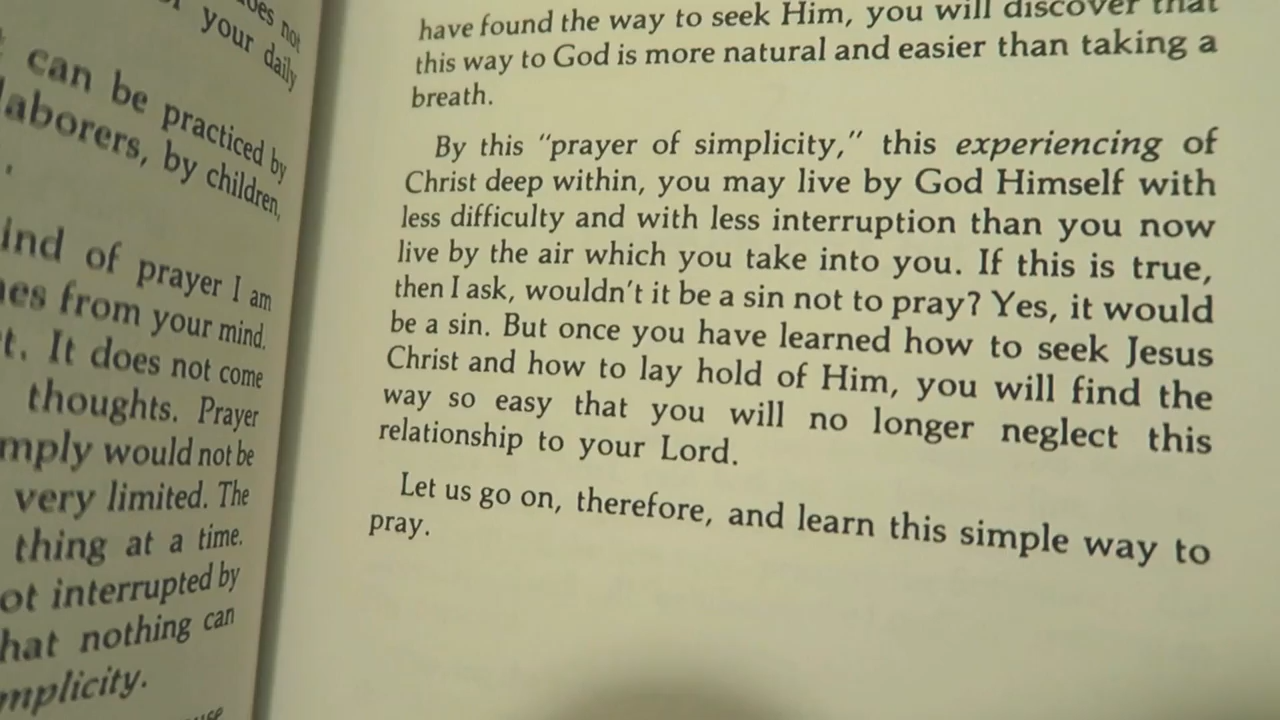 oes not
your daily
can be practiced by
laborers, by children,
ind of prayer I am
es from your mind.
t. It does not come
thoughts. Prayer
mply would not be
very limited. The
thing at a time.
ot interrupted by
hat nothing can
mplicity.
have found the way to seek Him, you will discover that
this way to God is more natural and easier than taking a
breath.
By this "prayer of simplicity," this experiencing of
Christ deep within, you may live by God Himself with
less difficulty and with less interruption than you now
live by the air which you take into you. If this is true,
then I ask, wouldn't it be a sin not to pray? Yes, it would
be a sin. But once you have learned how to seek Jesus
Christ and how to lay hold of Him, you will find the
way so easy that you will no longer neglect this
relationship to your Lord.
Let us go on, therefore, and learn this simple way to
pray.